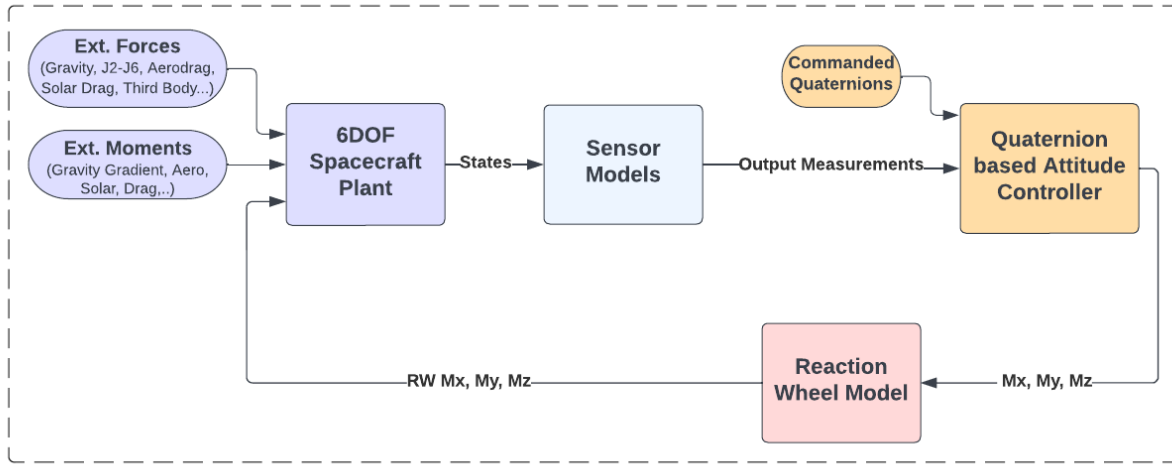 Ext. Forces
(Gravity, J2-J6, Aerodrag,
Solar Drag, Third Body...)
Ext. Moments
(Gravity Gradient, Aero,
Solar, Drag,..)
6DOF
Spacecraft
Plant
States
Sensor
Models
Output Measurements
Commanded
Quaternions
Quaternion
based Attitude
Controller
Mx, My, Mz
Reaction
Wheel Model
RW Mx, My, Mz